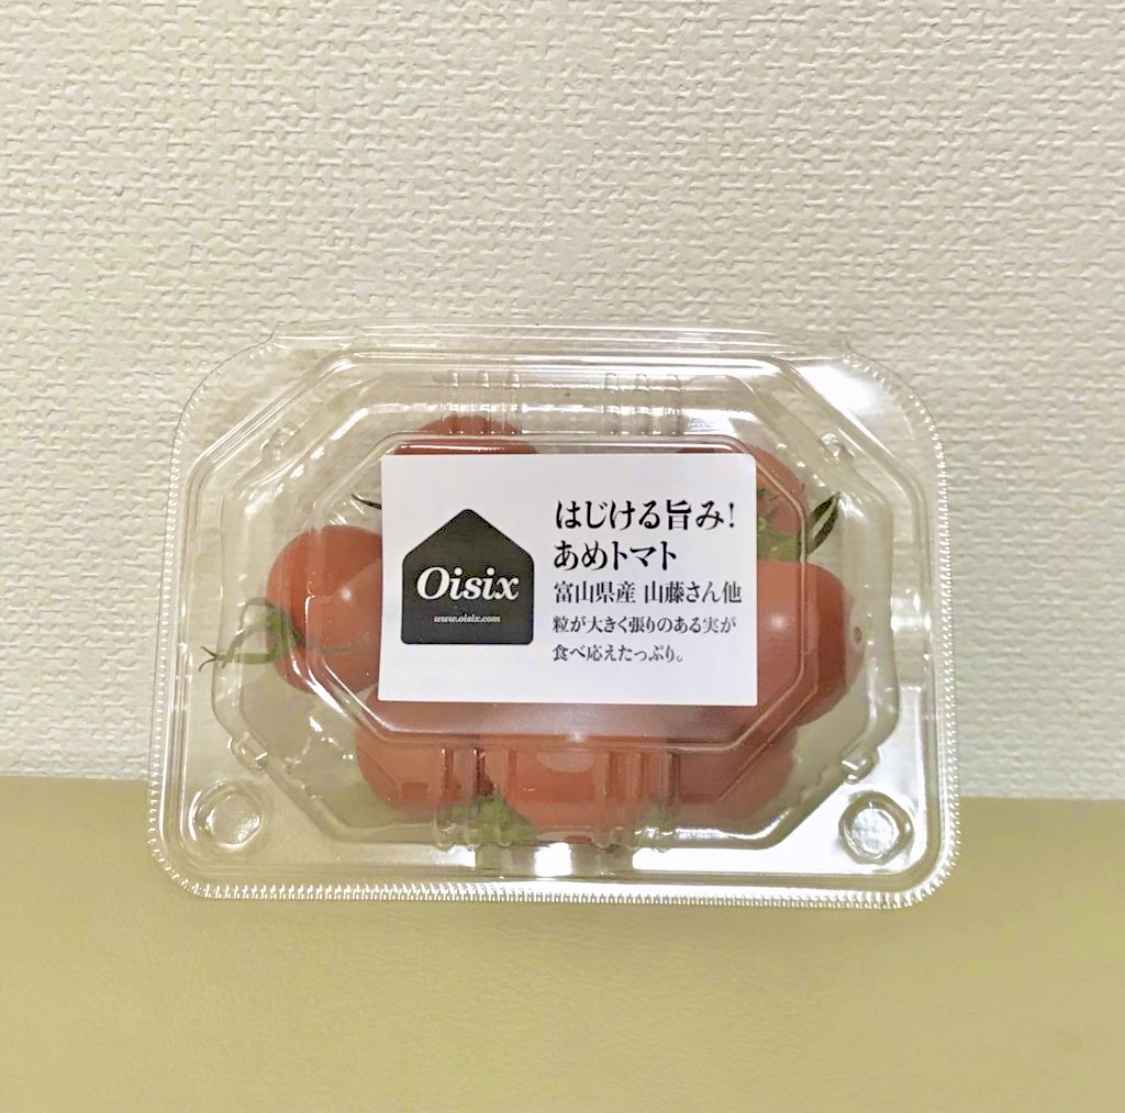 Oisix
www.oisix.com
はじける旨み!
あめトマト
富山県産 山藤さん他
粒が大きく張りのある実が
食べ応えたっぷり。